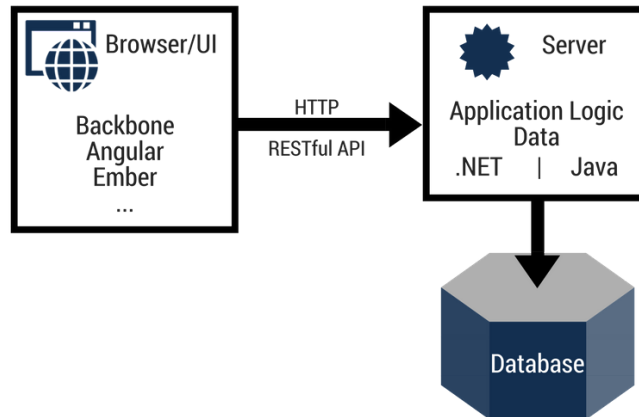 Browser/UI
Backbone
Angular
Ember
...
HTTP
RESTful API
Server
Application Logic
Data
.NET | Java
Database